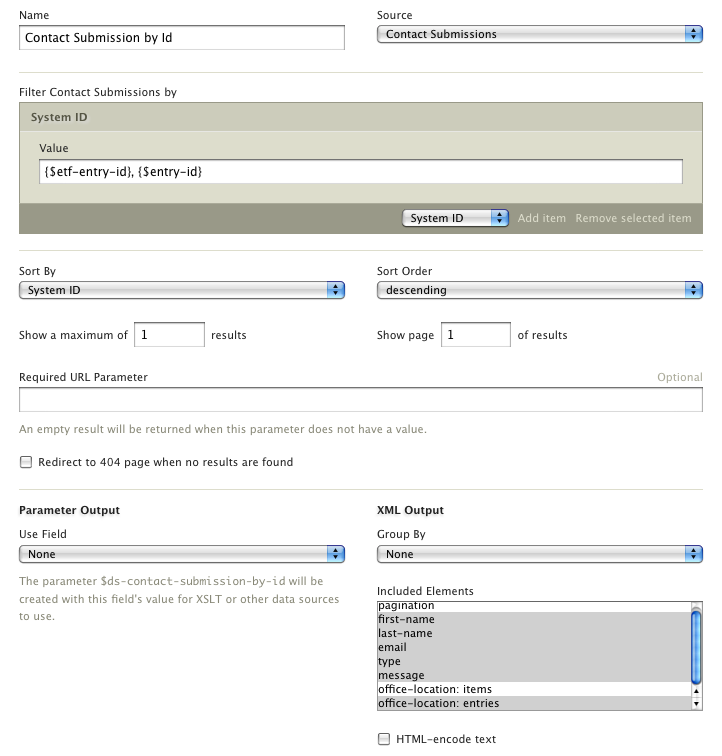 Name
Source
Contact Submission by Id
Contact Submissions
Filter Contact Submissions by
System ID
Value
{$etf-entry-id}, {$entry-id}
System ID Add item Remove selected item
Sort By
Sort Order
System ID
descending
Show a maximum of 1 results
Show page 1 of results
Required URL Parameter
Optional
An empty result will be returned when this parameter does not have a value.
Redirect to 404 page when no results are found
Parameter Output
Use Field
None
The parameter $ds-contact-submission-by-id will be
created with this field's value for XSLT or other data sources
to use.
XML Output
Group By
None
Included Elements
pagination
first-name
last-name
email
type
message
office-location: items
office-location: entries
HTML-encode text